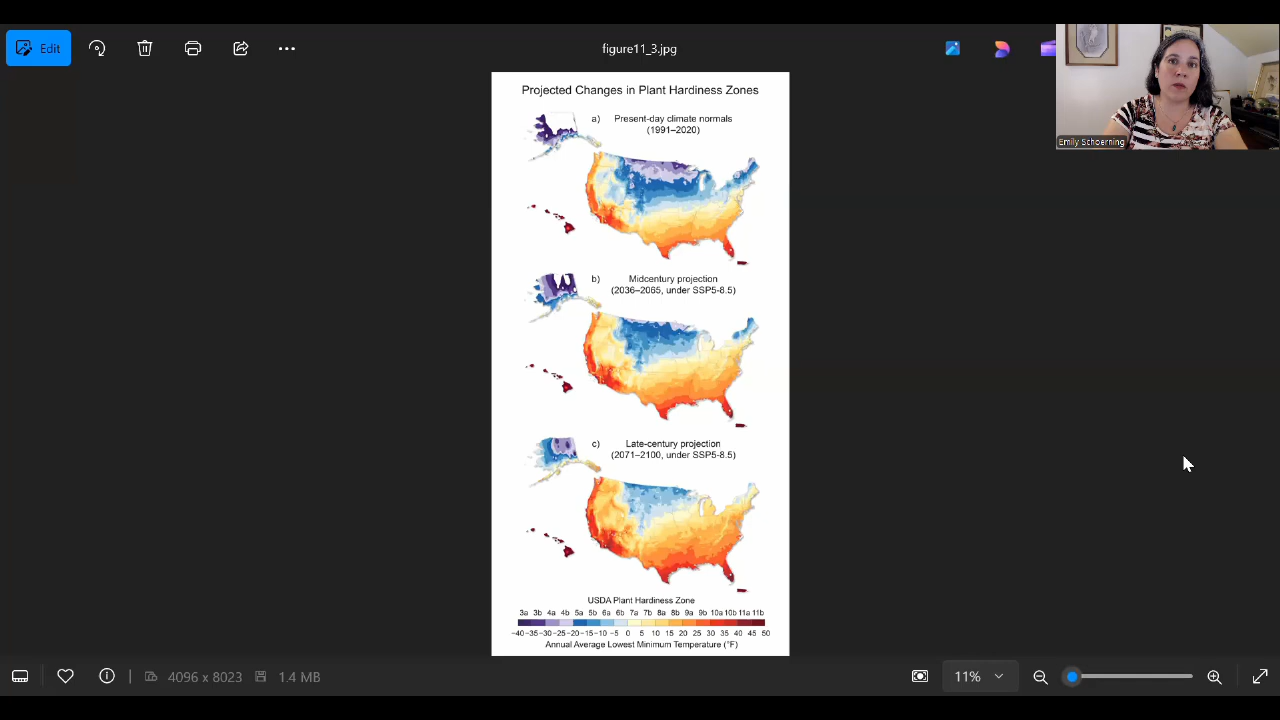 Edit
figure11_3.jpg
Emily Schoerning
Projected Changes in Plant Hardiness Zones
a) Present-day climate normals
(1991–2020)
b) Midcentury projection
(2036–2065, under SSP5-8.5)
c) Late-century projection
(2071–2100, under SSP5-8.5)
USDA Plant Hardiness Zone
3a 3b 4a 4b 5a 5b 6a 6b 7a 7b 8a 8b 9a 9b 10a 10b 11a 11b
−40 −35 −30 −25 −20 −15 −10 −5 0 5 10 15 20 25 30 35 40 45 50
Annual Average Lowest Minimum Temperature (°F)
4096 x 8023
1.4 MB
11%